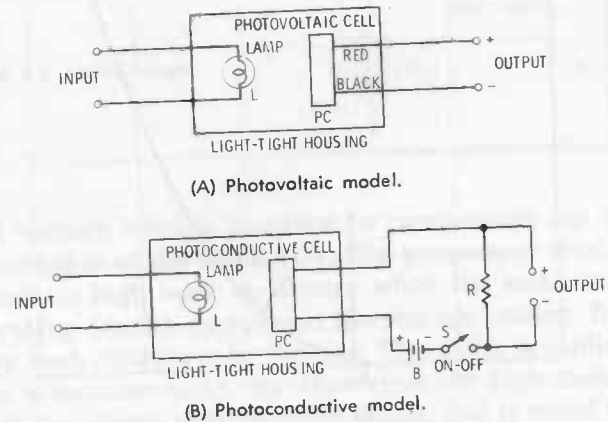 PHOTOVOLTAIC CELL
LAMP
RED
+
INPUT
OUTPUT
BLACK
−
L
PC
LIGHT-TIGHT HOUSING
(A) Photovoltaic model.
PHOTOCONDUCTIVE CELL
LAMP
+
INPUT
R
OUTPUT
−
L
PC
+ − S
B ON-OFF
LIGHT-TIGHT HOUSING
(B) Photoconductive model.